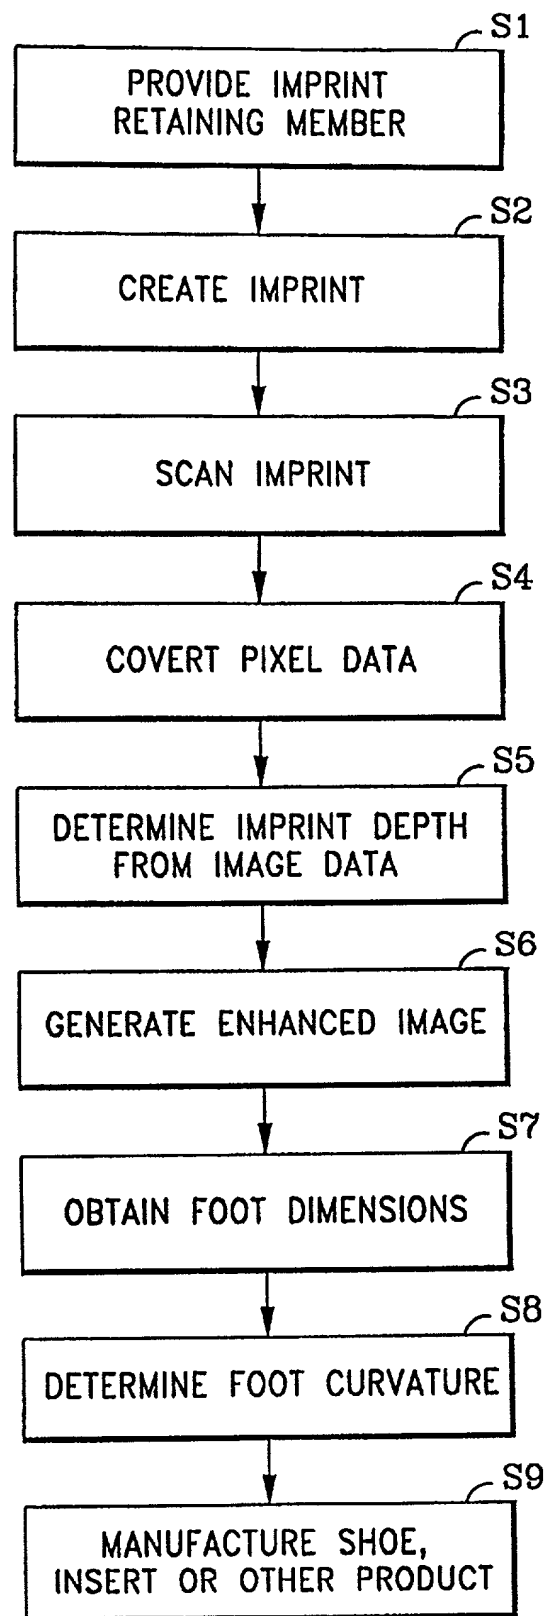 S1
PROVIDE IMPRINT
RETAINING MEMBER
S2
CREATE IMPRINT
S3
SCAN IMPRINT
S4
COVERT PIXEL DATA
S5
DETERMINE IMPRINT DEPTH
FROM IMAGE DATA
S6
GENERATE ENHANCED IMAGE
S7
OBTAIN FOOT DIMENSIONS
S8
DETERMINE FOOT CURVATURE
S9
MANUFACTURE SHOE,
INSERT OR OTHER PRODUCT